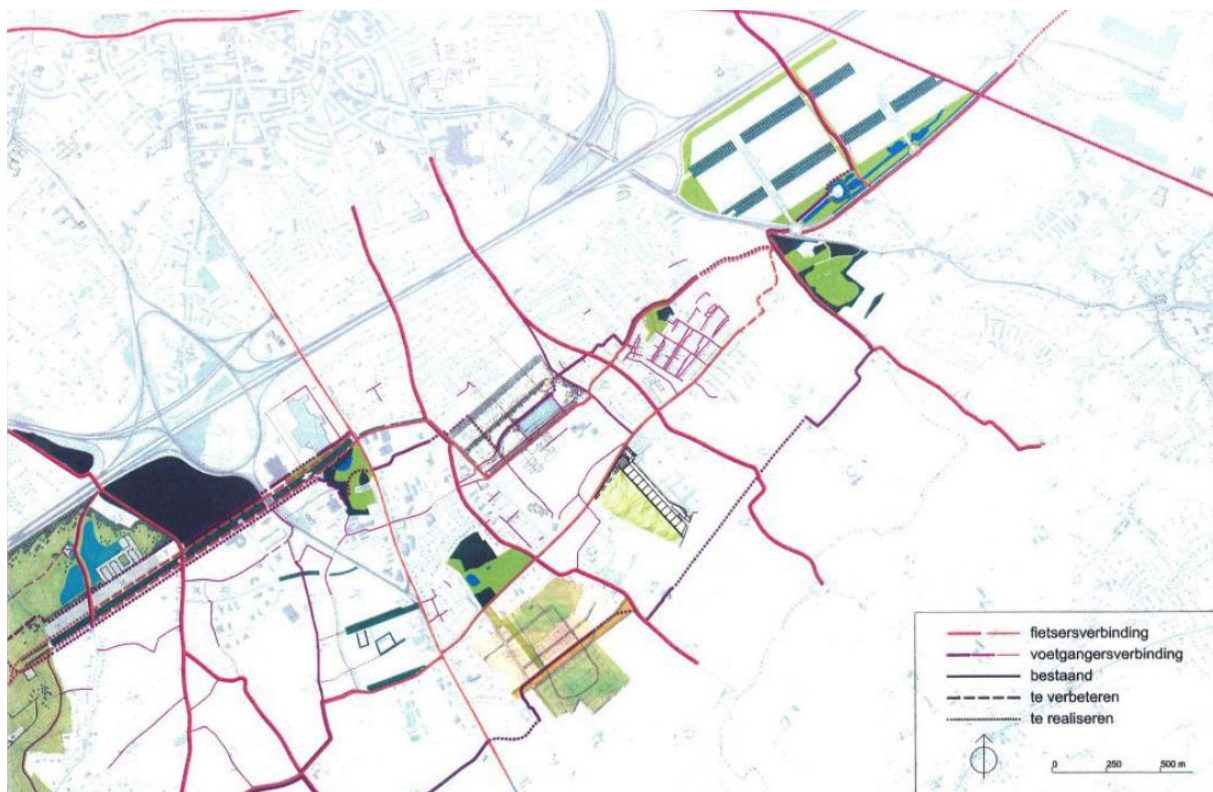 fietsersverbinding
voetgangersverbinding
bestaand
te verbeteren
te realiseren
0 250 500 m